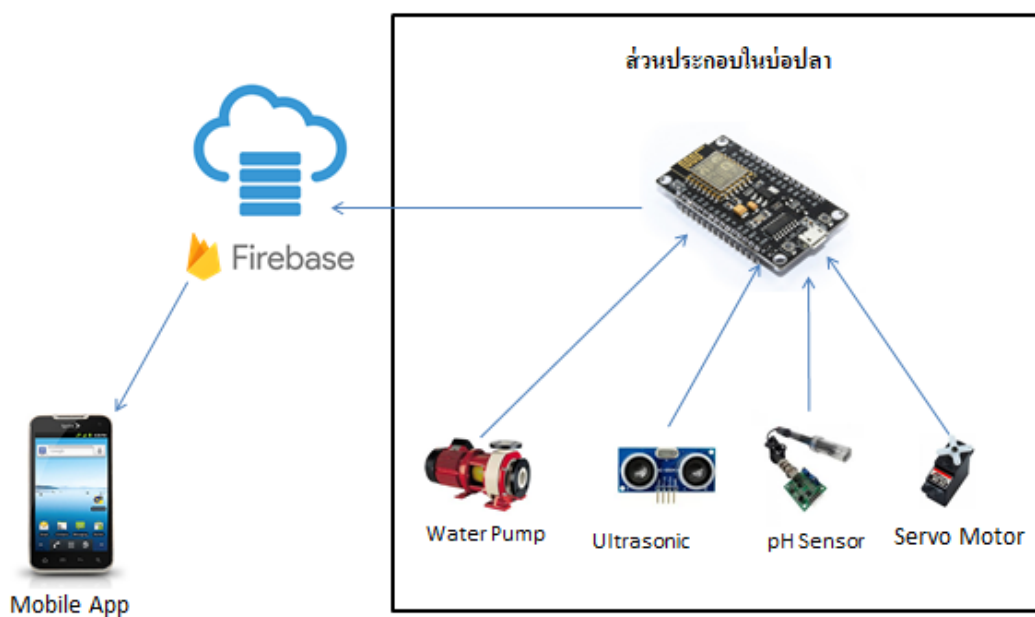 ส่วนประกอบในบ่อปลา
Firebase
Water Pump
Ultrasonic
pH Sensor
Servo Motor
Mobile App